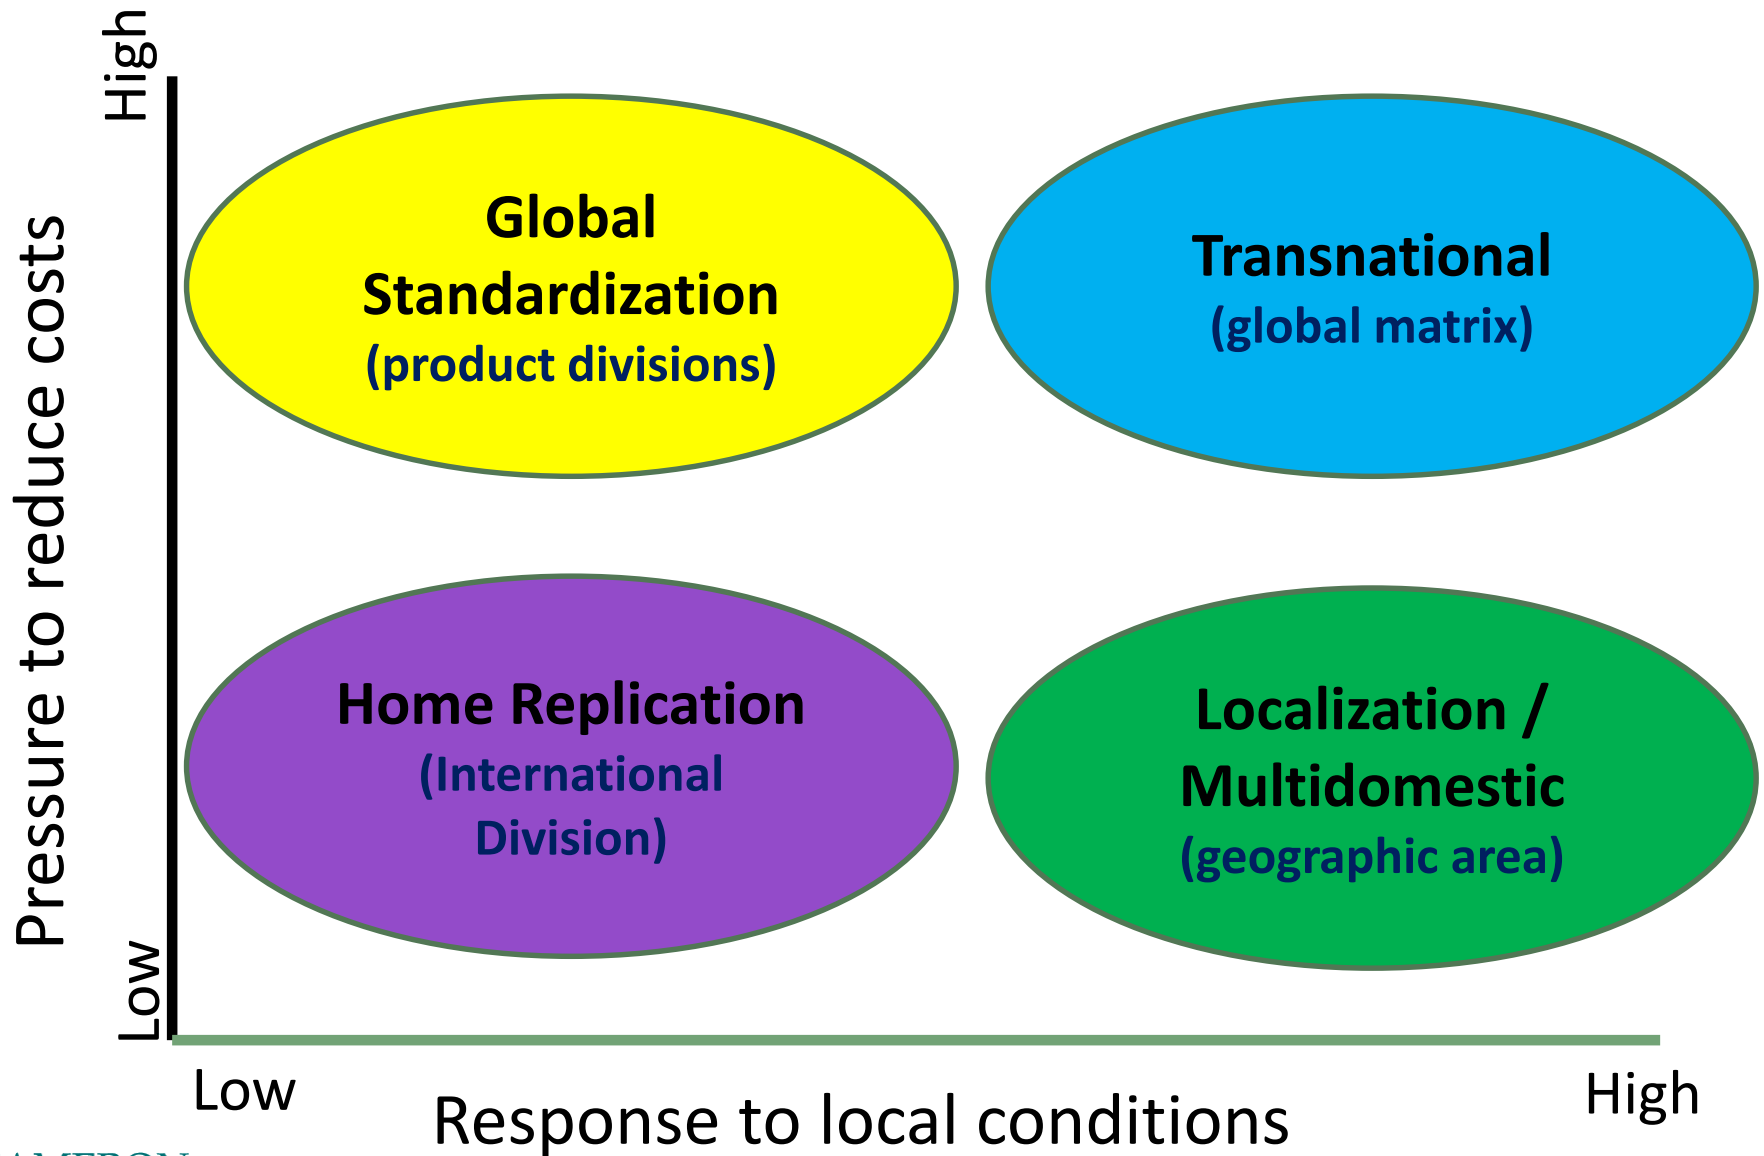 High
Pressure to reduce costs
Low
Global
Standardization
(product divisions)
Transnational
(global matrix)
Home Replication
(International
Division)
Localization /
Multidomestic
(geographic area)
Low
Response to local conditions
High